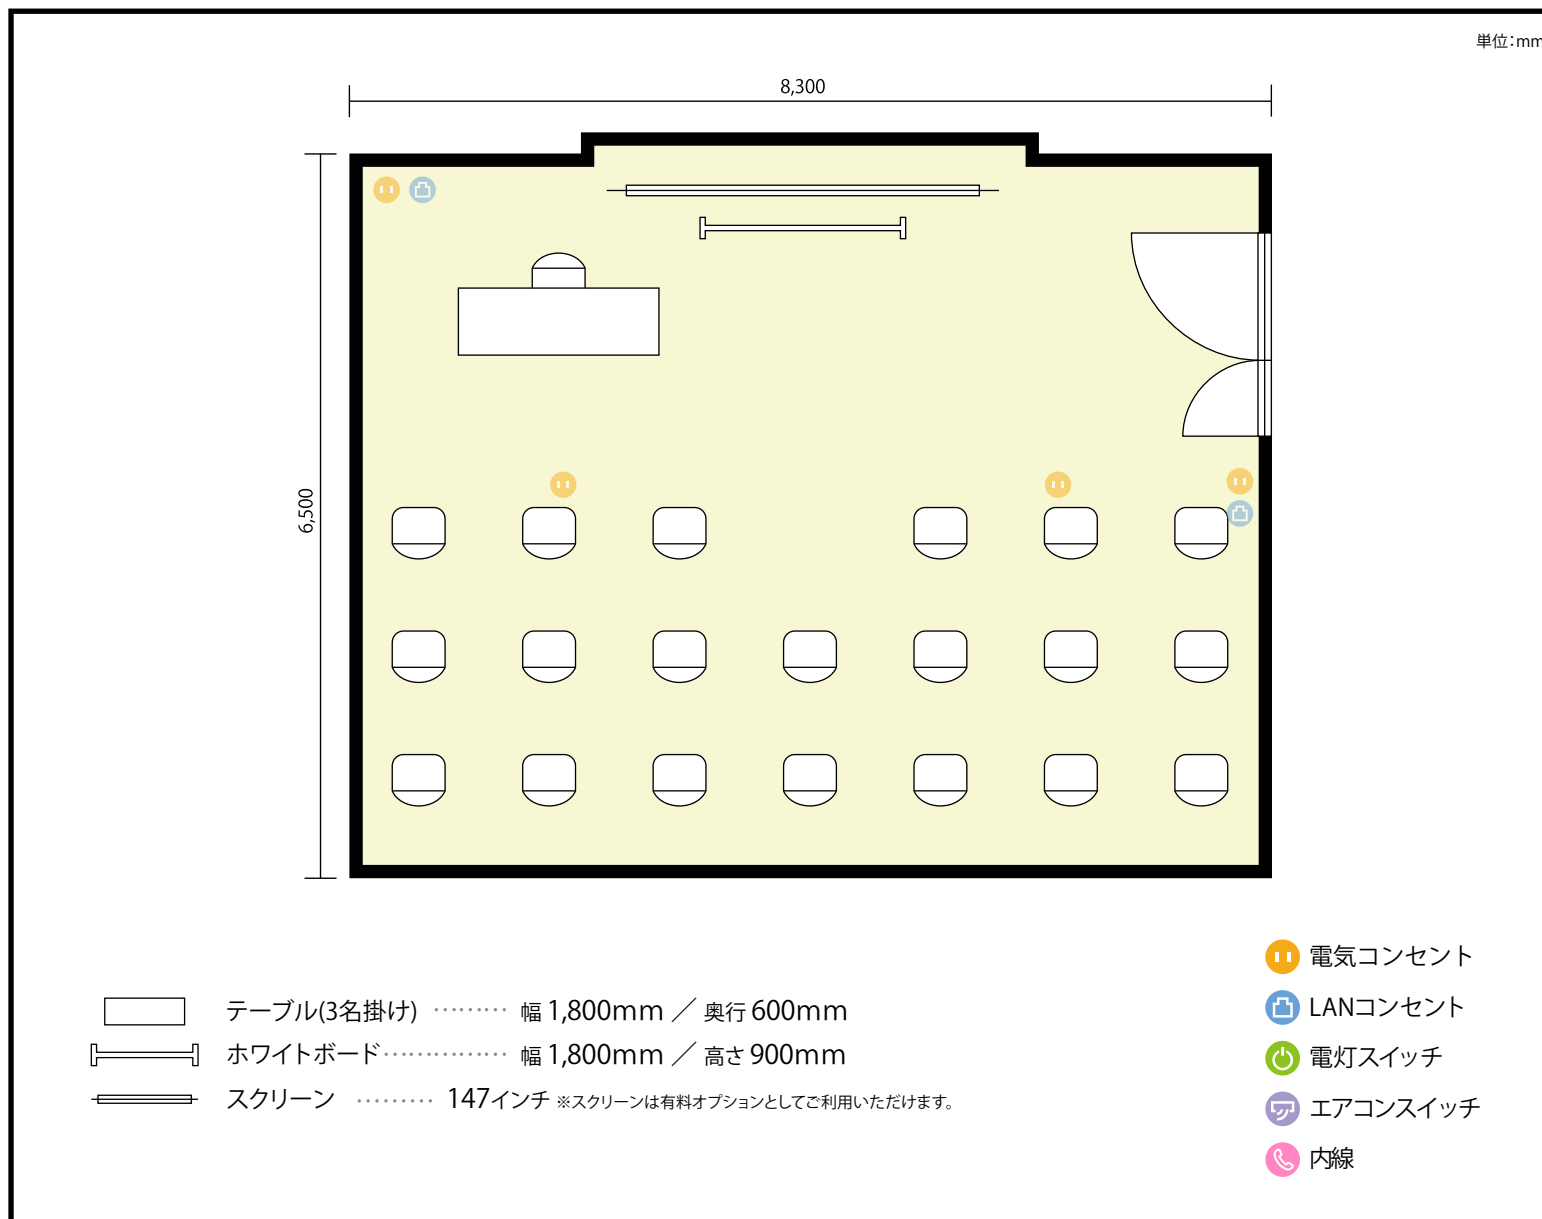 単位：mm
8,300
6,500
テーブル(3名掛け) ……… 幅 1,800mm ／ 奥行 600mm
ホワイトボード …………… 幅 1,800mm ／ 高さ 900mm
スクリーン ……… 147インチ ※スクリーンは有料オプションとしてご利用いただけます。
電気コンセント
LANコンセント
電灯スイッチ
エアコンスイッチ
内線